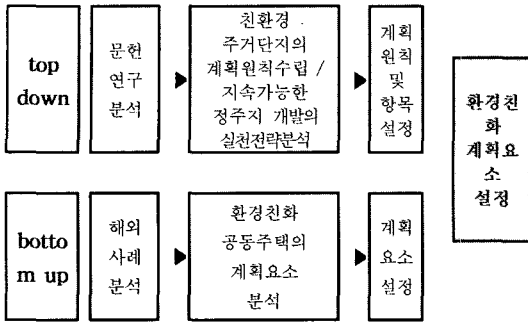 top
down
문헌
연구
분석
친환경
주거단지의
계획원칙수립 /
지속가능한
정주지 개발의
실천전략분석
계획
원칙
및
항목
설정
botto
m up
해외
사례
분석
환경친화
공동주택의
계획요소
분석
계획
요소
설정
환경친
화
계획요
소
설정